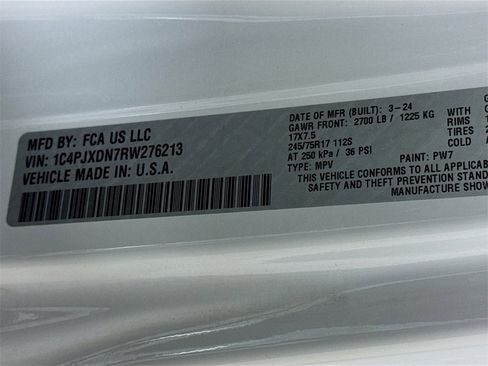 MFD BY: FCA US LLC
VIN: 1C4PJXDN7RW276213
VEHICLE MADE IN: U.S.A.
DATE OF MFR (BUILT): 3-24
GAWR FRONT: 2700 LB / 1225 KG
17X7.5
245/75R17 112S
AT 250 kPa / 36 PSI
TYPE: MPV
PAINT: PW7
THIS VEHICLE CONFORMS TO ALL APPLICABLE
SAFETY AND THEFT PREVENTION STAND
MANUFACTURE SHOW
RIMS
TIRES
COLD